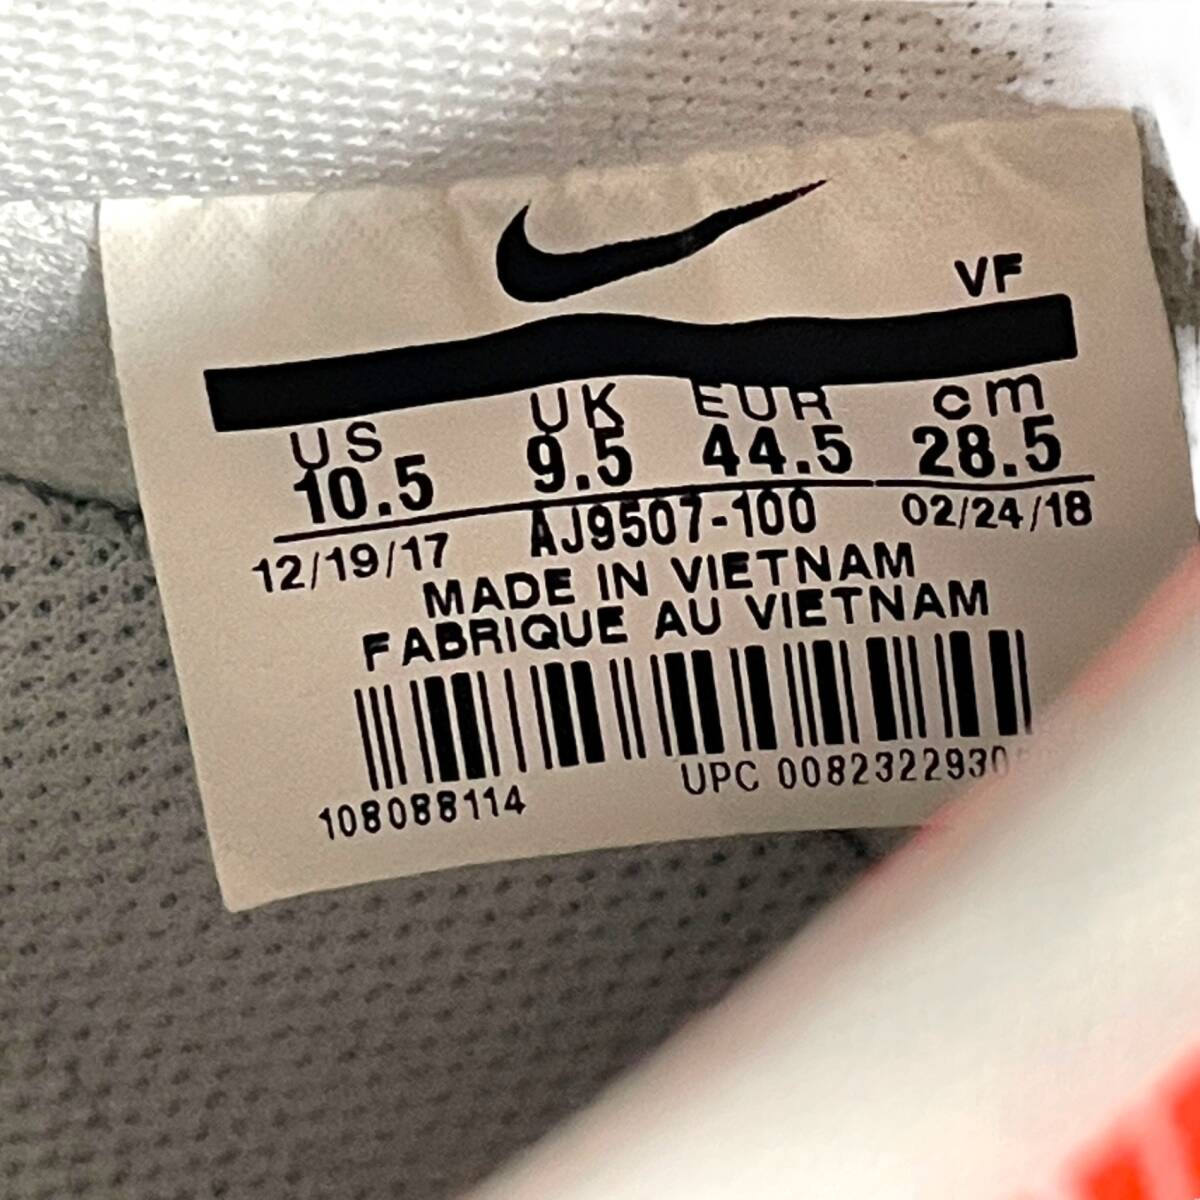 VF
US UK EUR cm
10.5 9.5 44.5 28.5
12/19/17 AJ9507-100 02/24/18
MADE IN VIETNAM
FABRIQUE AU VIETNAM
108088114 UPC